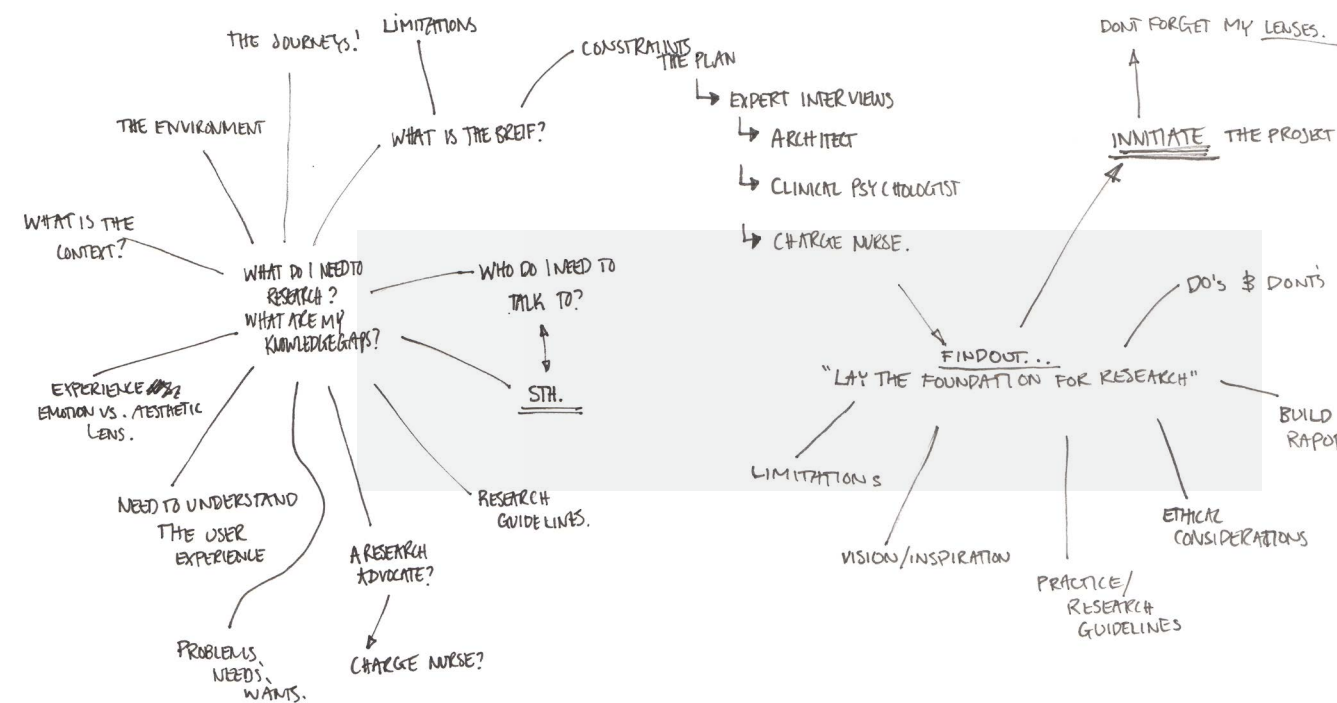 THE JOURNEYS!
LIMITATIONS
CONSTRAINTS
THE ENVIRONMENT
WHAT IS THE BREIF?
WHAT IS THE
CONTEXT?
WHAT DO I NEED TO
RESEARCH?
WHAT ARE MY
KNOWLEDGE GAPS?
WHO DO I NEED TO
TALK TO?
STH.
EXPERIENCE
EMOTION VS. AESTHETIC
LENS.
NEED TO UNDERSTAND
THE USER
EXPERIENCE
PROBLEMS,
NEEDS,
WANTS.
A RESEARCH
ADVOCATE?
CHARGE NURSE?
RESEARCH
GUIDELINES.
THE PLAN
EXPERT INTERVIEWS
ARCHITECT
CLINICAL PSYCHOLOGIST
CHARGE NURSE.
DONT FORGET MY LENSES.
INNITIATE THE PROJECT
FINDOUT...
"LAY THE FOUNDATION FOR RESEARCH"
DO'S & DONTS
BUILD
RAPO
LIMITATIONS
VISION/INSPIRATION
PRACTICE/
RESEARCH
GUIDELINES
ETHICAL
CONSIDERATIONS